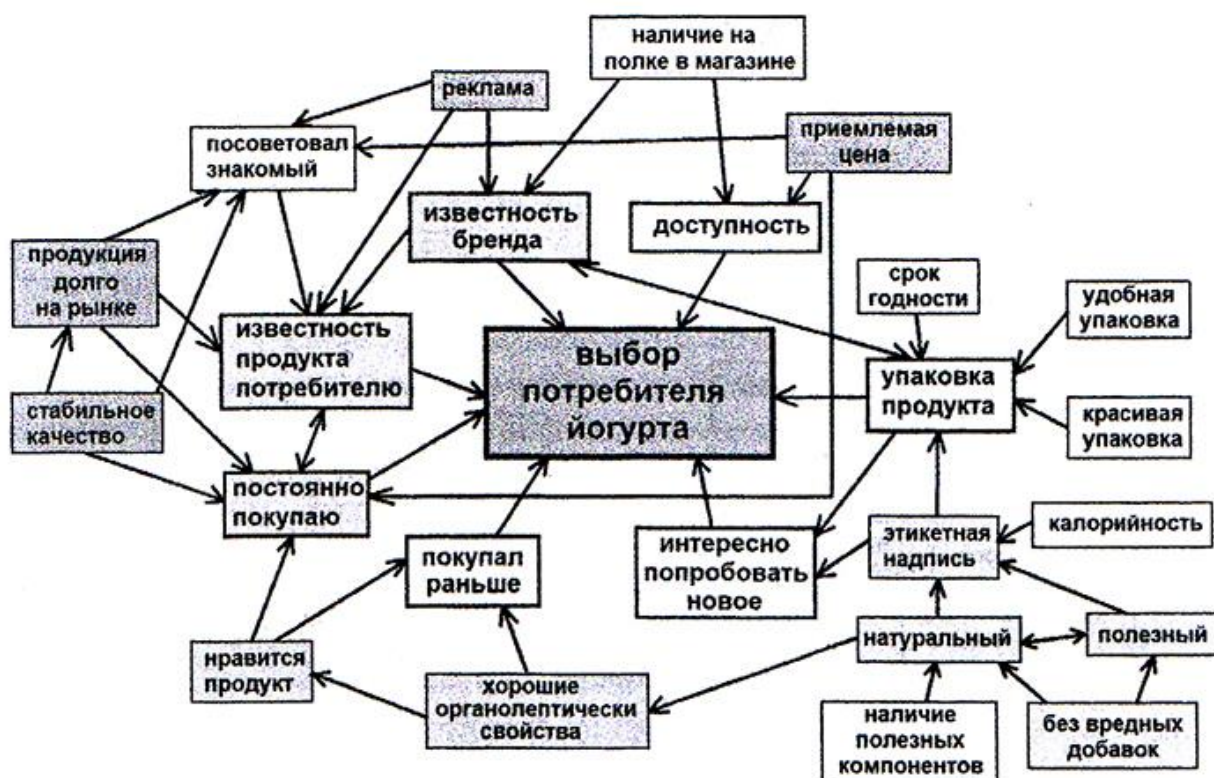 наличие на
полке в магазине
реклама
приемлемая
цена
посоветовал
знакомый
известность
бренда
доступность
продукция
долго
на рынке
срок
годности
удобная
упаковка
известность
продукта
потребителю
выбор
потребителя
йогурта
упаковка
продукта
стабильное
качество
красивая
упаковка
постоянно
покупаю
покупал
раньше
интересно
попробовать
новое
этикетная
надпись
калорийность
нравится
продукт
хорошие
органолептически
свойства
натуральный
полезный
наличие
полезных
компонентов
без вредных
добавок